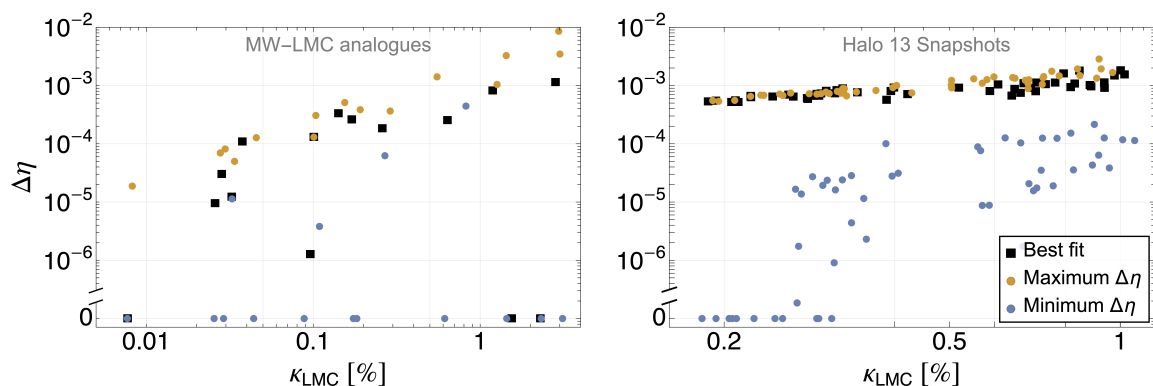 MW−LMC analogues
Δη
10⁻²
10⁻³
10⁻⁴
10⁻⁵
10⁻⁶
0
0.01 0.1 1
κLMC [%]
Halo 13 Snapshots
10⁻²
10⁻³
10⁻⁴
10⁻⁵
10⁻⁶
0
0.2 0.5 1
κLMC [%]
Best fit
Maximum Δη
Minimum Δη